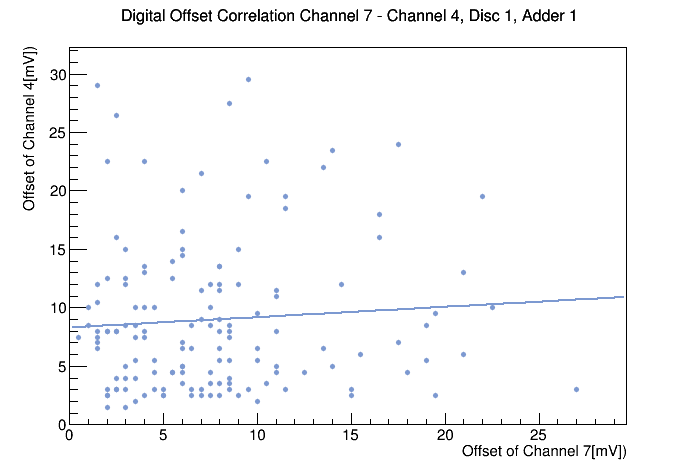 Digital Offset Correlation Channel 7 - Channel 4, Disc 1, Adder 1
Offset of Channel 4[mV])
30
25
20
15
10
5
0
0 5 10 15 20 25
Offset of Channel 7[mV])